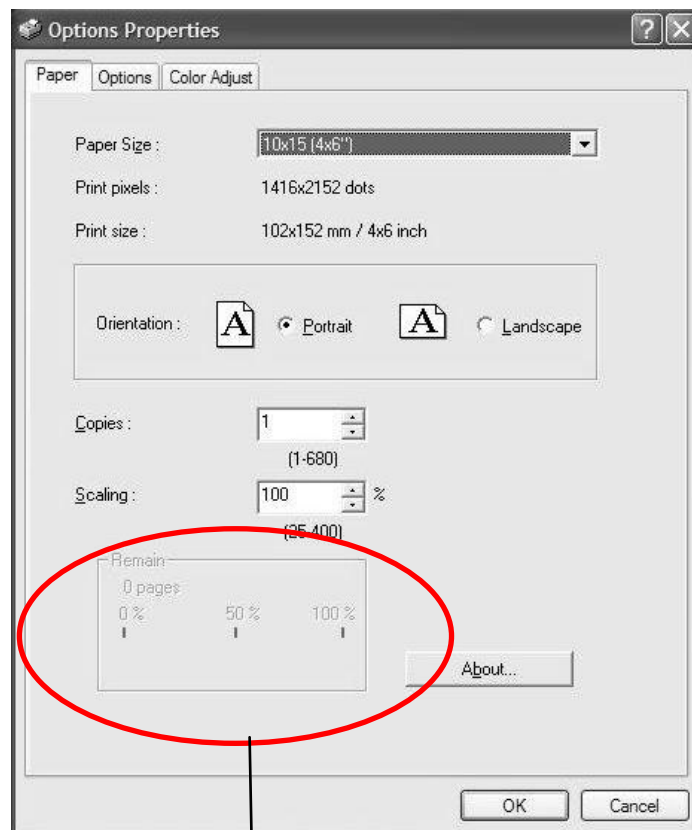 Options Properties
Paper Options Color Adjust
Paper Size : 10x15 (4x6")
Print pixels : 1416x2152 dots
Print size : 102x152 mm / 4x6 inch
Orientation : A Portrait A Landscape
Copies : 1
(1-680)
Scaling : 100 %
(25-400)
Remain
0 pages
0 % 50 % 100 %
About...
OK Cancel